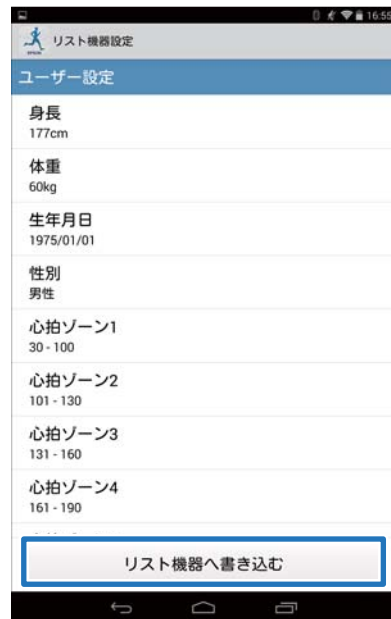 16:55
リスト機器設定
ユーザー設定
身長
177cm
体重
60kg
生年月日
1975/01/01
性別
男性
心拍ゾーン1
30 - 100
心拍ゾーン2
101 - 130
心拍ゾーン3
131 - 160
心拍ゾーン4
161 - 190
リスト機器へ書き込む